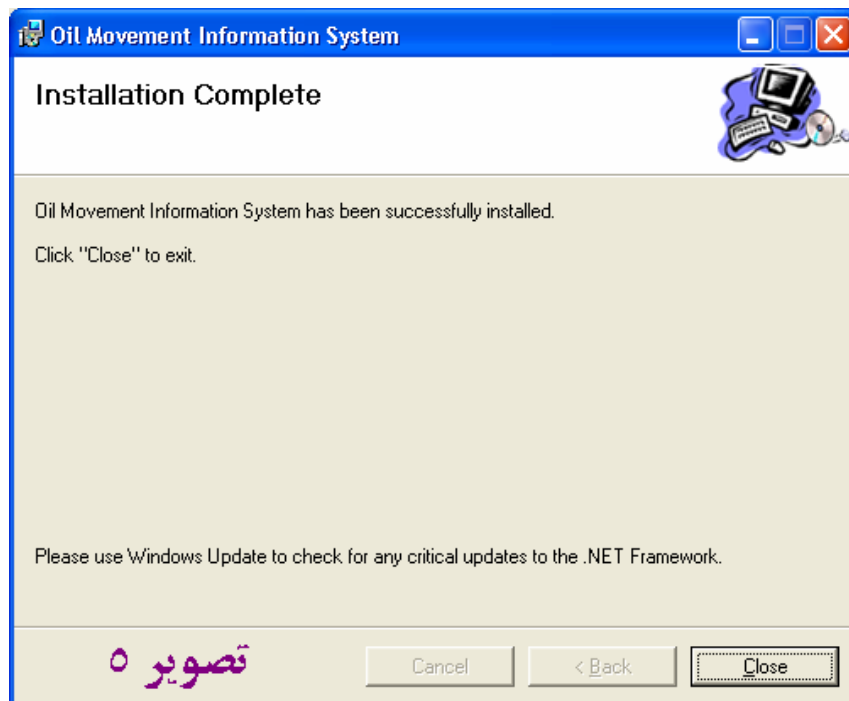 Oil Movement Information System
Installation Complete
Oil Movement Information System has been successfully installed.
Click "Close" to exit.
Please use Windows Update to check for any critical updates to the .NET Framework.
تصویر ۵
Cancel
< Back
Close